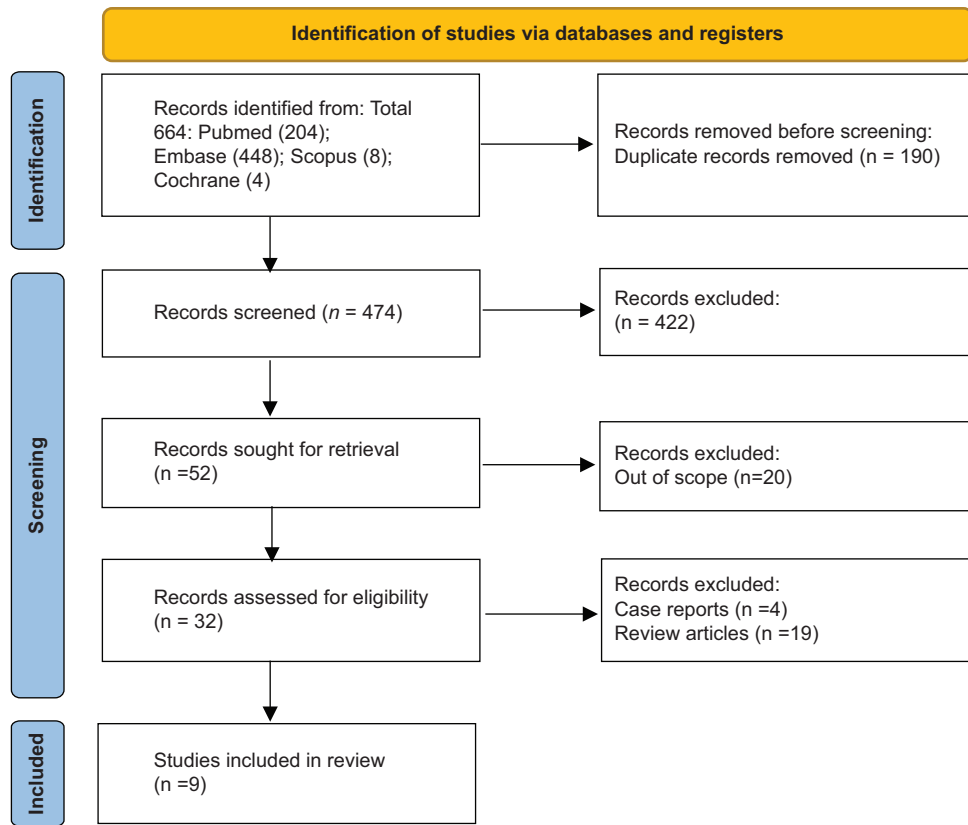 Identification of studies via databases and registers
Identification
Records identified from: Total
664: Pubmed (204);
Embase (448); Scopus (8);
Cochrane (4)
Records removed before screening:
Duplicate records removed (n = 190)
Screening
Records screened (n = 474)
Records excluded:
(n = 422)
Records sought for retrieval
(n =52)
Records excluded:
Out of scope (n=20)
Records assessed for eligibility
(n = 32)
Records excluded:
Case reports (n =4)
Review articles (n =19)
Included
Studies included in review
(n =9)